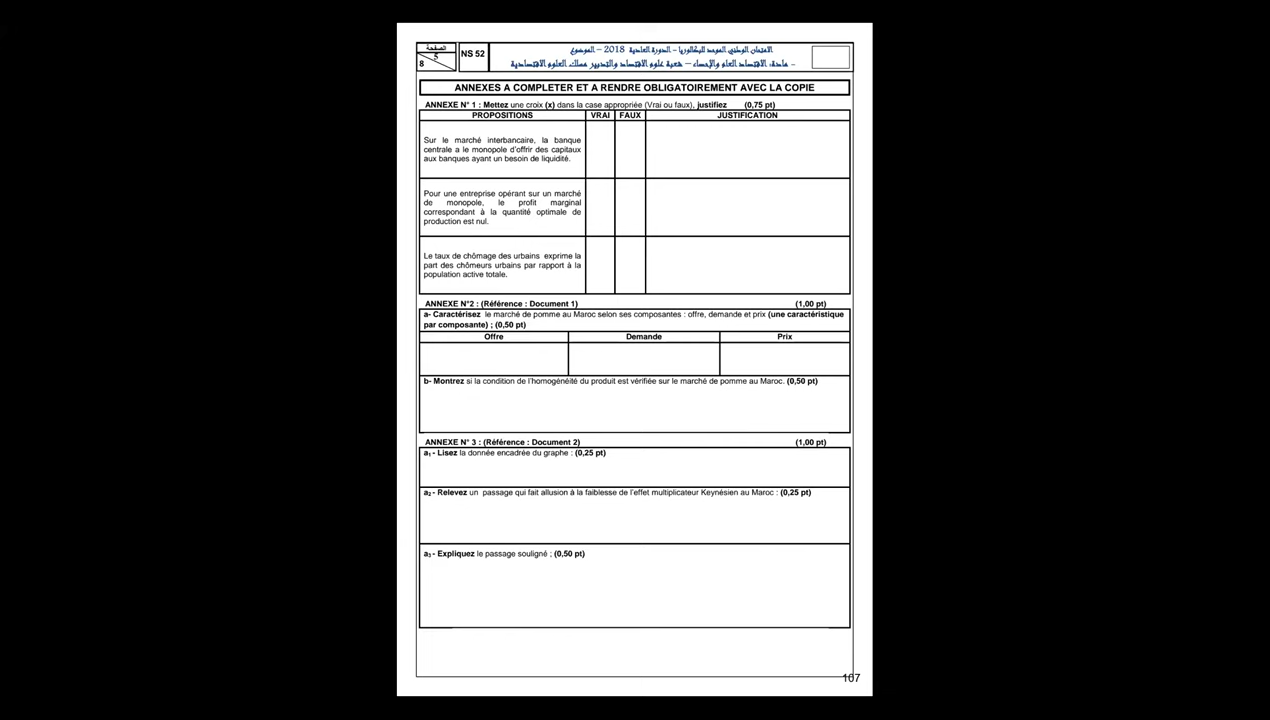 الصفحة
5
8
NS 52
الامتحان الوطني الموحد للبكالوريا - الدورة العادية 2018 – الموضوع
- مادة: الاقتصاد العام والإحصاء – شعبة علوم الاقتصاد والتدبير مسلك العلوم الاقتصادية
ANNEXES A COMPLETER ET A RENDRE OBLIGATOIREMENT AVEC LA COPIE
ANNEXE N° 1 : Mettez une croix (x) dans la case appropriée (Vrai ou faux), justifiez (0,75 pt)
PROPOSITIONS VRAI FAUX JUSTIFICATION
Sur le marché interbancaire, la banque
centrale a le monopole d'offrir des capitaux
aux banques ayant un besoin de liquidité.
Pour une entreprise opérant sur un marché
de monopole, le profit marginal
correspondant à la quantité optimale de
production est nul.
Le taux de chômage des urbains exprime la
part des chômeurs urbains par rapport à la
population active totale.
ANNEXE N°2 : (Référence : Document 1) (1,00 pt)
a- Caractérisez le marché de pomme au Maroc selon ses composantes : offre, demande et prix (une caractéristique
par composante) ; (0,50 pt)
Offre Demande Prix
b- Montrez si la condition de l'homogénéité du produit est vérifiée sur le marché de pomme au Maroc. (0,50 pt)
ANNEXE N° 3 : (Référence : Document 2) (1,00 pt)
a1 - Lisez la donnée encadrée du graphe : (0,25 pt)
a2 - Relevez un passage qui fait allusion à la faiblesse de l'effet multiplicateur Keynésien au Maroc : (0,25 pt)
a3 - Expliquez le passage souligné ; (0,50 pt)
107